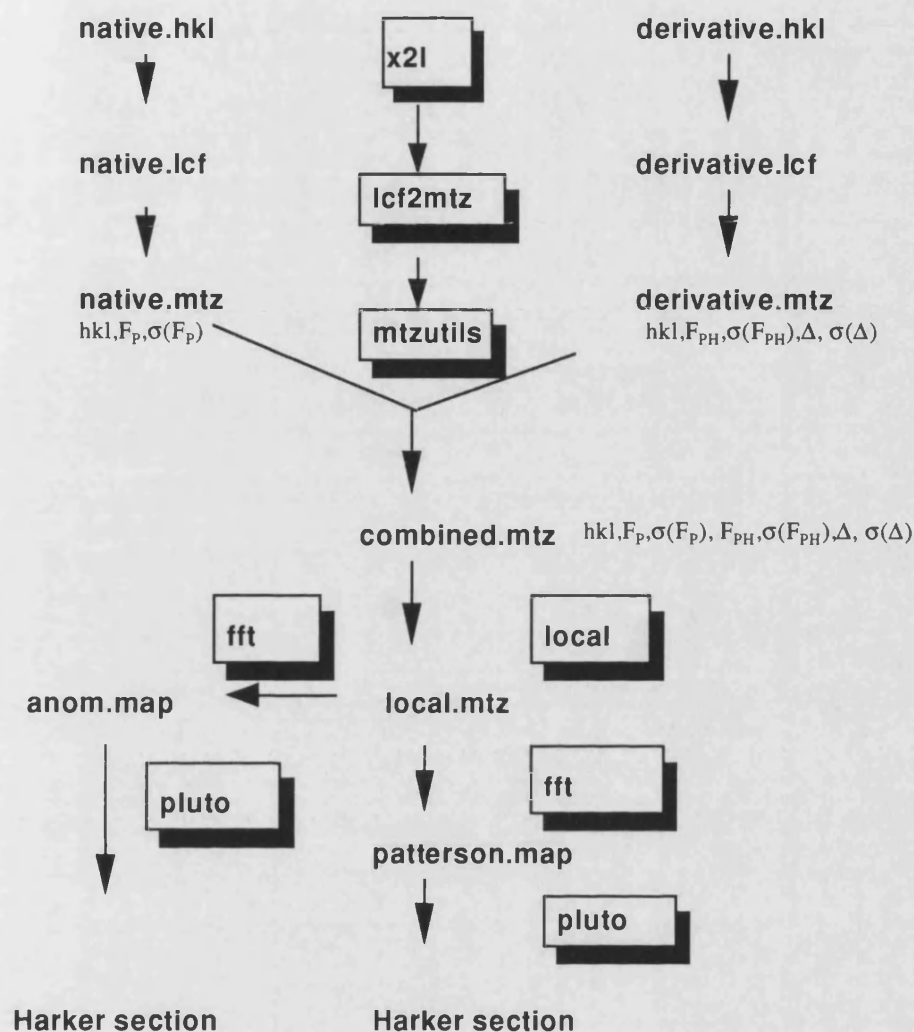 native.hkl
x2l
derivative.hkl
native.lcf
lcf2mtz
derivative.lcf
native.mtz
hkl,F_P,σ(F_P)
mtzutils
derivative.mtz
hkl,F_PH,σ(F_PH),Δ, σ(Δ)
combined.mtz hkl,F_P,σ(F_P), F_PH,σ(F_PH),Δ, σ(Δ)
fft
local
anom.map
local.mtz
pluto
fft
patterson.map
pluto
Harker section
Harker section